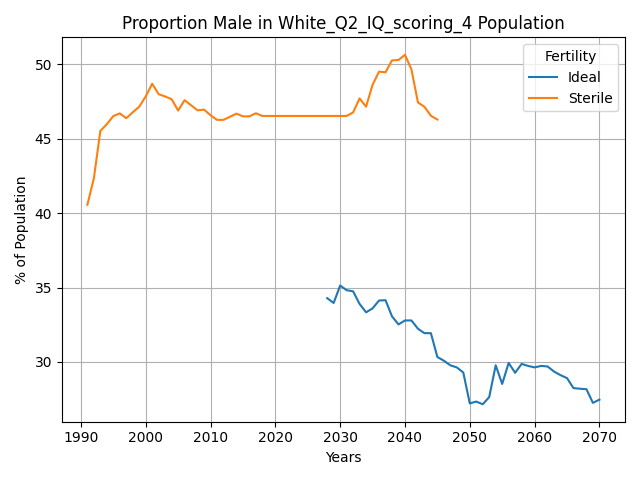 Proportion Male in White_Q2_IQ_scoring_4 Population
Fertility
Ideal
Sterile
% of Population
50
45
40
35
30
1990 2000 2010 2020 2030 2040 2050 2060 2070
Years